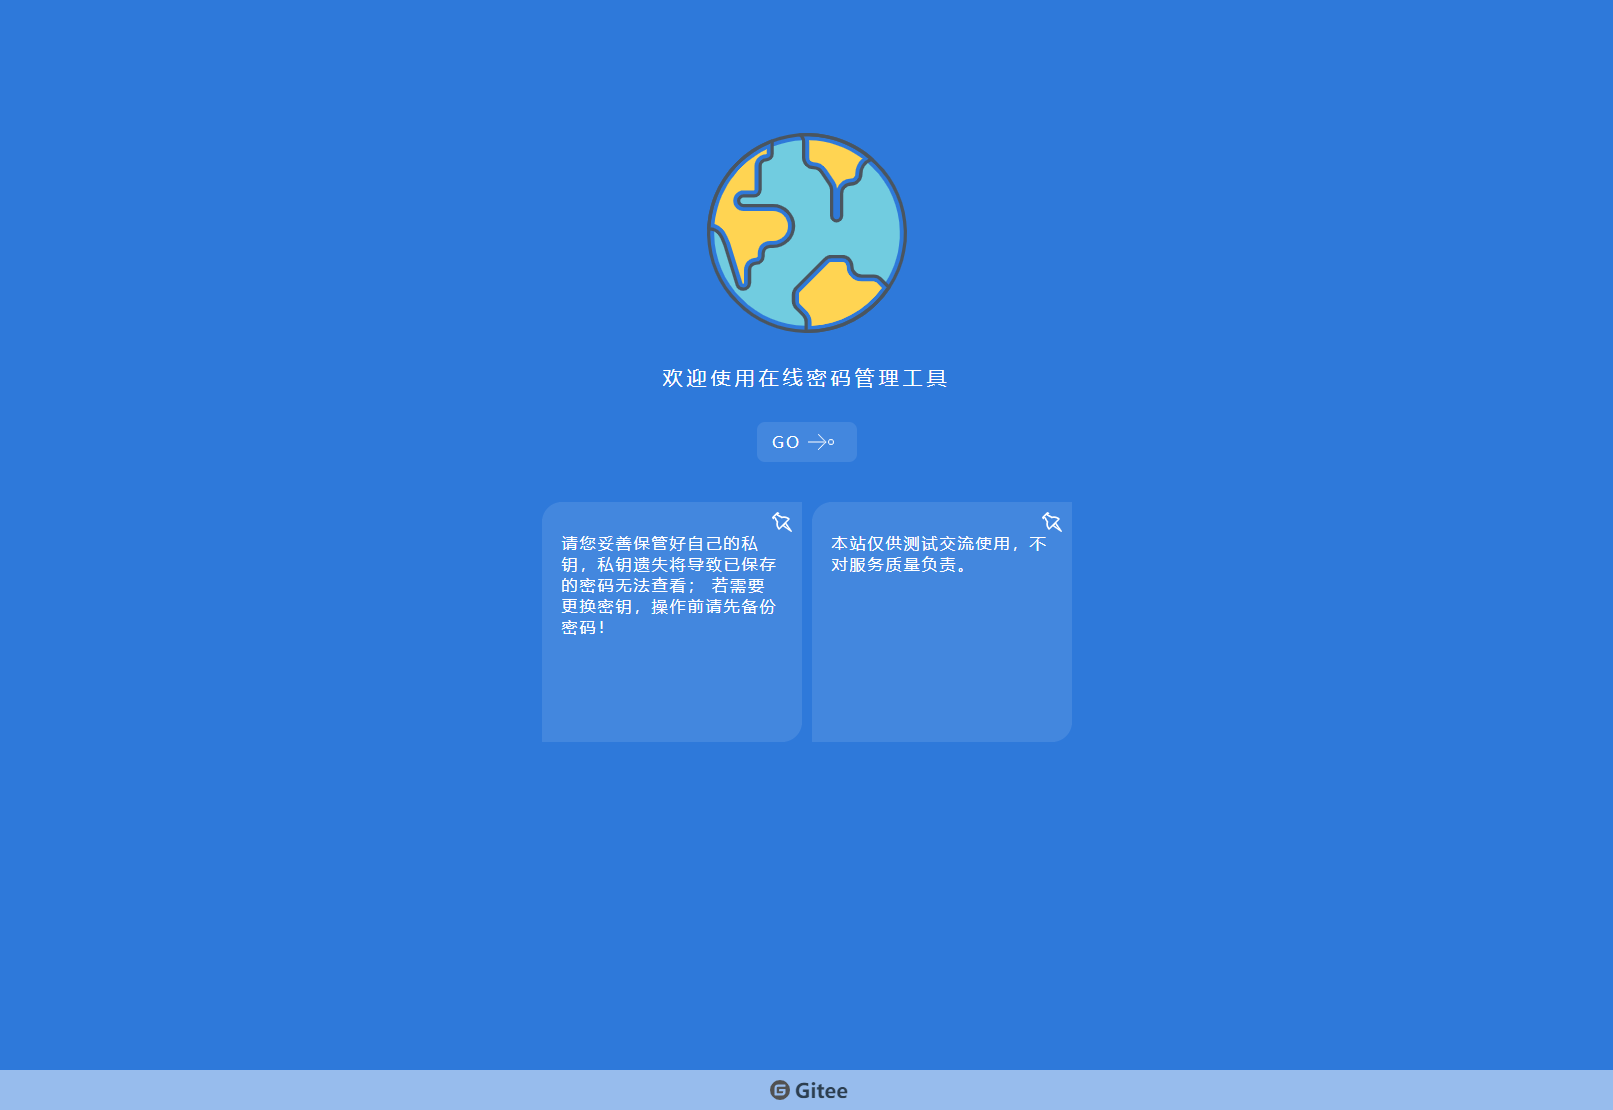 欢迎使用在线密码管理工具
GO
请您妥善保管好自己的私
钥，私钥遗失将导致已保存
的密码无法查看； 若需要
更换密钥，操作前请先备份
密码！
本站仅供测试交流使用，不
对服务质量负责。
Gitee